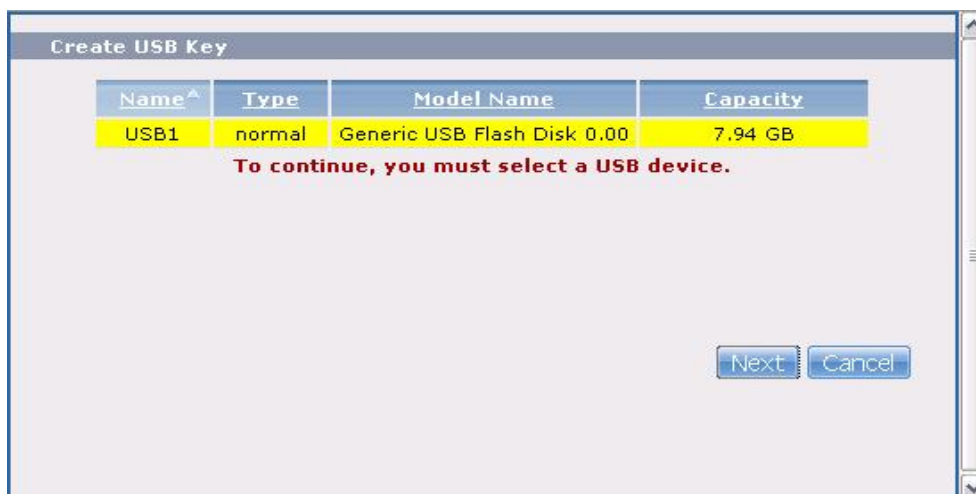 Create USB Key
Name Type Model Name Capacity
USB1 normal Generic USB Flash Disk 0.00 7.94 GB
To continue, you must select a USB device.
Next Cancel